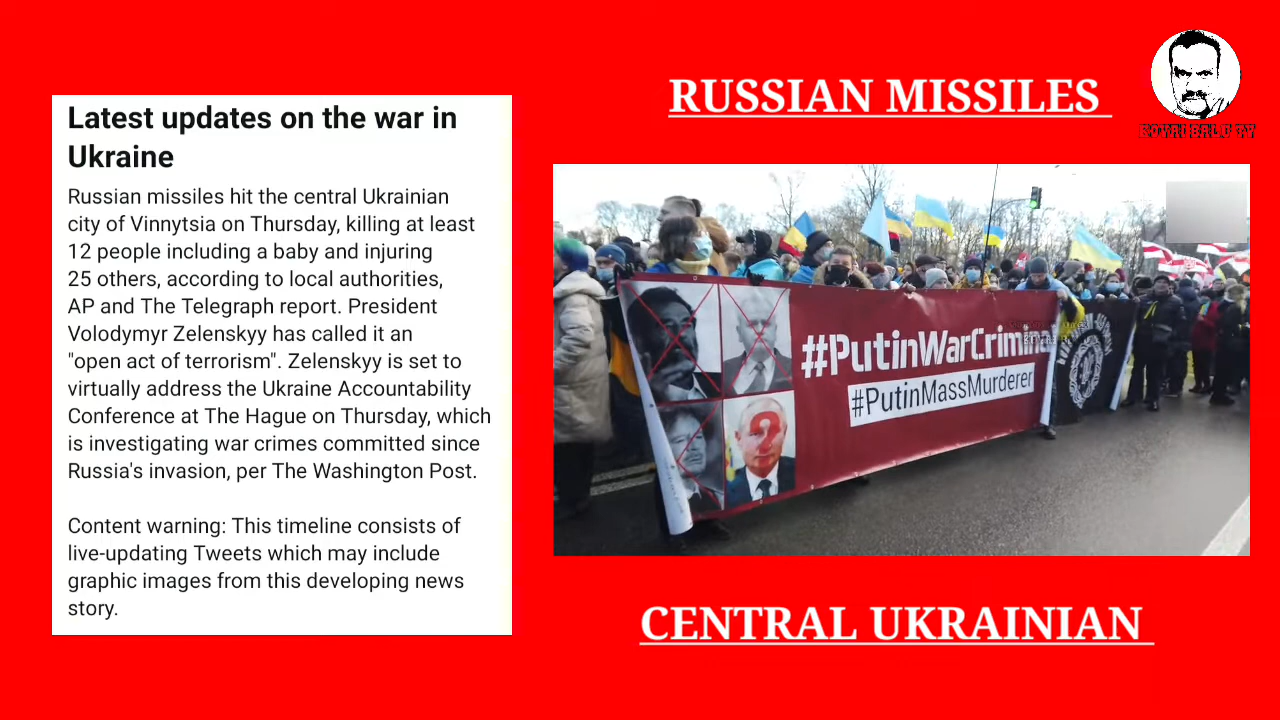 Latest updates on the war in
Ukraine
Russian missiles hit the central Ukrainian
city of Vinnytsia on Thursday, killing at least
12 people including a baby and injuring
25 others, according to local authorities,
AP and The Telegraph report. President
Volodymyr Zelenskyy has called it an
"open act of terrorism". Zelenskyy is set to
virtually address the Ukraine Accountability
Conference at The Hague on Thursday, which
is investigating war crimes committed since
Russia's invasion, per The Washington Post.
Content warning: This timeline consists of
live-updating Tweets which may include
graphic images from this developing news
story.
RUSSIAN MISSILES
#PutinWarCrimina
#PutinMassMurderer
CENTRAL UKRAINIAN